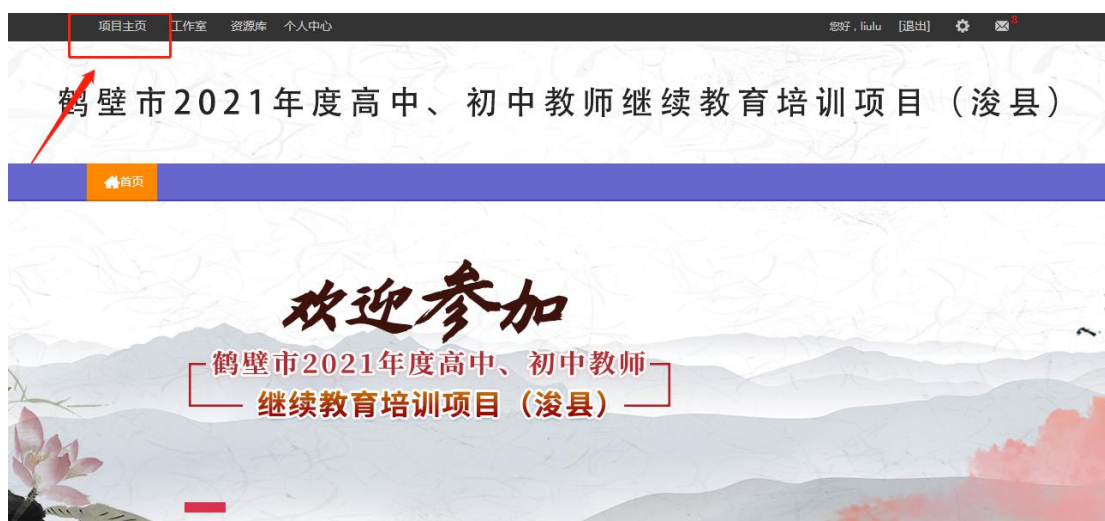 项目主页 工作室 资源库 个人中心 您好，liulu [退出] 8
鹤壁市2021年度高中、初中教师继续教育培训项目（浚县）
首页
欢迎参加
鹤壁市2021年度高中、初中教师
继续教育培训项目（浚县）